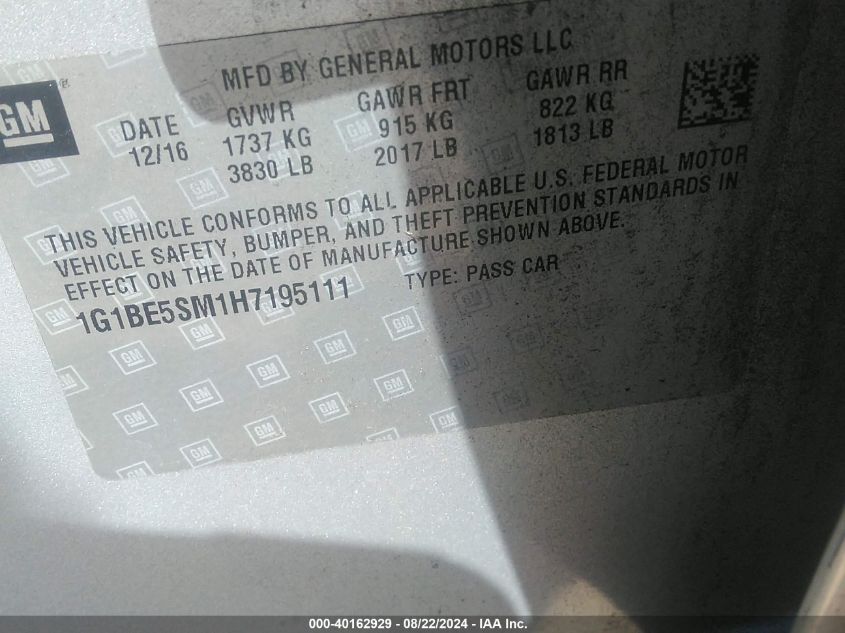 MFD BY GENERAL MOTORS LLC
GM
DATE GVWR GAWR FRT GAWR RR
12/16 1737 KG 915 KG 822 KG
3830 LB 2017 LB 1813 LB
THIS VEHICLE CONFORMS TO ALL APPLICABLE U.S. FEDERAL MOTOR
VEHICLE SAFETY, BUMPER, AND THEFT PREVENTION STANDARDS IN
EFFECT ON THE DATE OF MANUFACTURE SHOWN ABOVE.
1G1BE5SM1H7195111 TYPE: PASS CAR
000-40162929 - 08/22/2024 - IAA Inc.